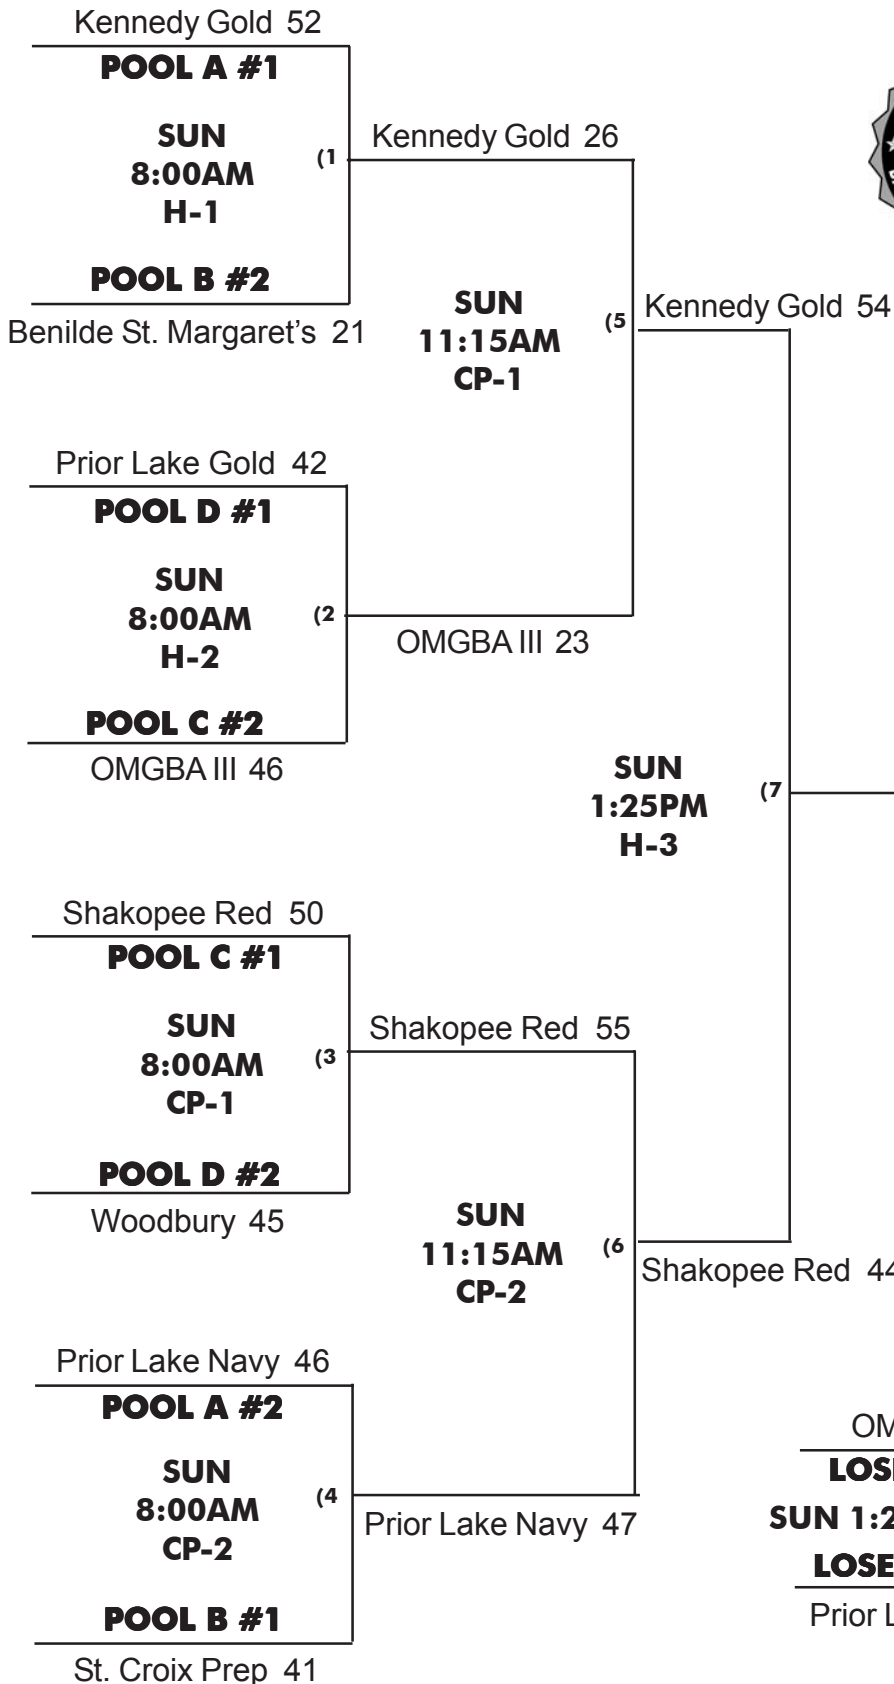 Kennedy Gold 52
POOL A #1
SUN
8:00AM
H-1
(1
POOL B #2
Benilde St. Margaret's 21
Kennedy Gold 26
SUN
11:15AM
CP-1
(5
Kennedy Gold 54
Prior Lake Gold 42
POOL D #1
SUN
8:00AM
H-2
(2
POOL C #2
OMGBA III 46
OMGBA III 23
SUN
1:25PM
H-3
(7
Shakopee Red 50
POOL C #1
SUN
8:00AM
CP-1
(3
POOL D #2
Woodbury 45
Shakopee Red 55
SUN
11:15AM
CP-2
(6
Shakopee Red 44
Prior Lake Navy 46
POOL A #2
SUN
8:00AM
CP-2
(4
POOL B #1
St. Croix Prep 41
Prior Lake Navy 47
SUN
Prior